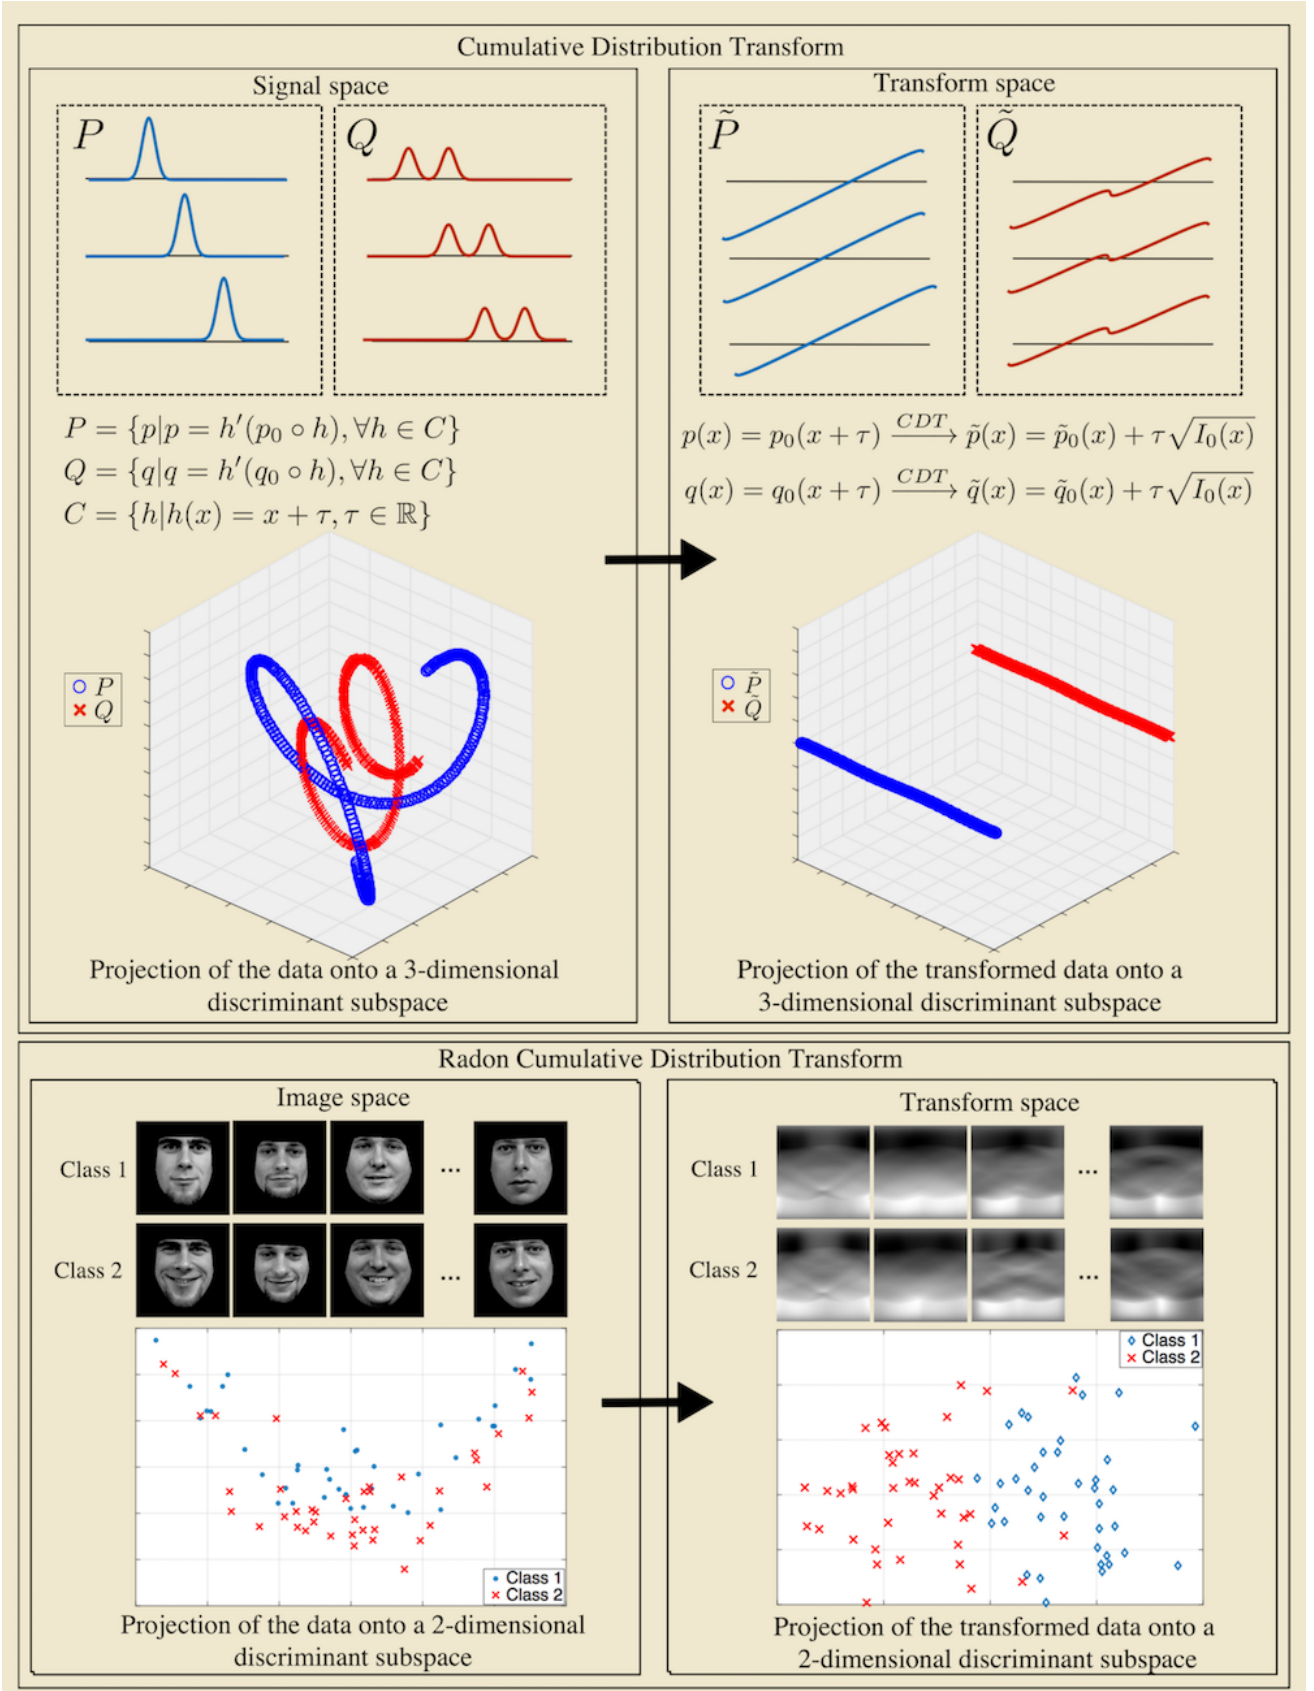 Cumulative Distribution Transform
Signal space
P
Q
P = {p|p = h′(p₀ ∘ h), ∀h ∈ C}
Q = {q|q = h′(q₀ ∘ h), ∀h ∈ C}
C = {h|h(x) = x + τ, τ ∈ ℝ}
P
Q
Projection of the data onto a 3-dimensional
discriminant subspace
Transform space
P̃
Q̃
p(x) = p₀(x + τ) —CDT→ p̃(x) = p̃₀(x) + τ√I₀(x)
q(x) = q₀(x + τ) —CDT→ q̃(x) = q̃₀(x) + τ√I₀(x)
P̃
Q̃
Projection of the transformed data onto a
3-dimensional discriminant subspace
Radon Cumulative Distribution Transform
Image space
Class 1
...
Class 2
...
Class 1
Class 2
Projection of the data onto a 2-dimensional
discriminant subspace
Transform space
Class 1
...
Class 2
...
Class 1
Class 2
Projection of the transformed data onto a
2-dimensional discriminant subspace